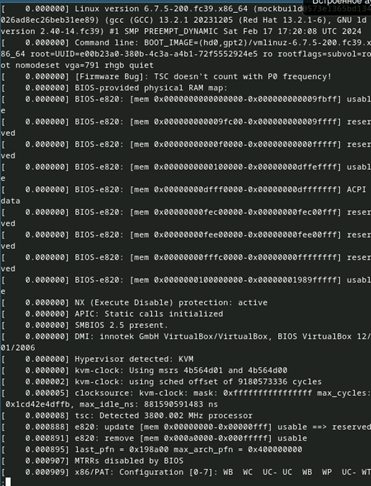 Встроенное
[    0.000000] Linux version 6.7.5-200.fc39.x86_64 (mockbuild
026ad8ec26beb31ee89) (gcc (GCC) 13.2.1 20231205 (Red Hat 13.2.1-6), GNU ld
version 2.40-14.fc39) #1 SMP PREEMPT_DYNAMIC Sat Feb 17 17:20:08 UTC 2024
[    0.000000] Command line: BOOT_IMAGE=(hd0,gpt2)/vmlinuz-6.7.5-200.fc39.x
86_64 root=UUID=e00b23a0-380b-4c3a-a4b1-72f5552924e5 ro rootflags=subvol=ro
ot nomodeset vga=791 rhgb quiet
[    0.000000] [Firmware Bug]: TSC doesn't count with P0 frequency!
[    0.000000] BIOS-provided physical RAM map:
[    0.000000] BIOS-e820: [mem 0x0000000000000000-0x000000000009fbff] usabl
e
[    0.000000] BIOS-e820: [mem 0x000000000009fc00-0x000000000009ffff] reser
ved
[    0.000000] BIOS-e820: [mem 0x00000000000f0000-0x00000000000fffff] reser
ved
[    0.000000] BIOS-e820: [mem 0x0000000000100000-0x00000000dffeffff] usabl
e
[    0.000000] BIOS-e820: [mem 0x00000000dfff0000-0x00000000dfffffff] ACPI
data
[    0.000000] BIOS-e820: [mem 0x00000000fec00000-0x00000000fec00fff] reser
ved
[    0.000000] BIOS-e820: [mem 0x00000000fee00000-0x00000000fee00fff] reser
ved
[    0.000000] BIOS-e820: [mem 0x00000000fffc0000-0x00000000ffffffff] reser
ved
[    0.000000] BIOS-e820: [mem 0x0000000100000000-0x00000001989fffff] usabl
e
[    0.000000] NX (Execute Disable) protection: active
[    0.000000] APIC: Static calls initialized
[    0.000000] SMBIOS 2.5 present.
[    0.000000] DMI: innotek GmbH VirtualBox/VirtualBox, BIOS VirtualBox 12/
01/2006
[    0.000000] Hypervisor detected: KVM
[    0.000000] kvm-clock: Using msrs 4b564d01 and 4b564d00
[    0.000002] kvm-clock: using sched offset of 9180573336 cycles
[    0.000005] clocksource: kvm-clock: mask: 0xffffffffffffffff max_cycles:
 0x1cd42e4dffb, max_idle_ns: 881590591483 ns
[    0.000008] tsc: Detected 3800.002 MHz processor
[    0.000888] e820: update [mem 0x00000000-0x00000fff] usable ==> reserved
[    0.000891] e820: remove [mem 0x000a0000-0x000fffff] usable
[    0.000895] last_pfn = 0x198a00 max_arch_pfn = 0x400000000
[    0.000907] MTRRs disabled by BIOS
[    0.000909] x86/PAT: Configuration [0-7]: WB  WC  UC- UC  WB  WP  UC- WT